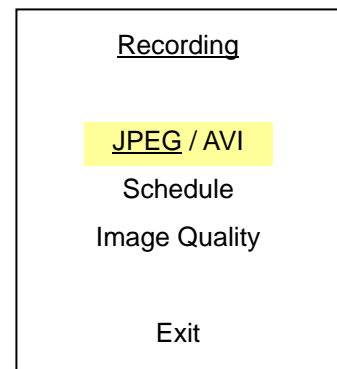 Recording
JPEG / AVI
Schedule
Image Quality
Exit